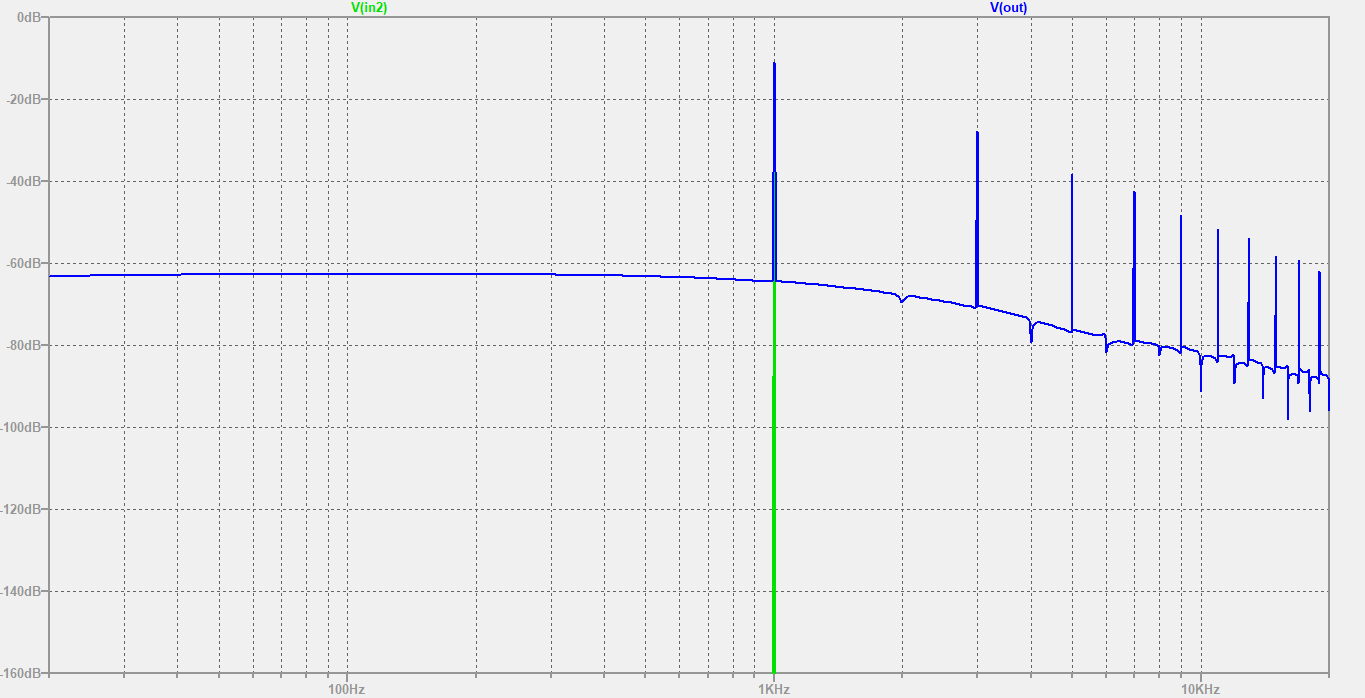 V(in2) V(out)
0dB
-20dB
-40dB
-60dB
-80dB
-100dB
-120dB
-140dB
-160dB
100Hz 1KHz 10KHz